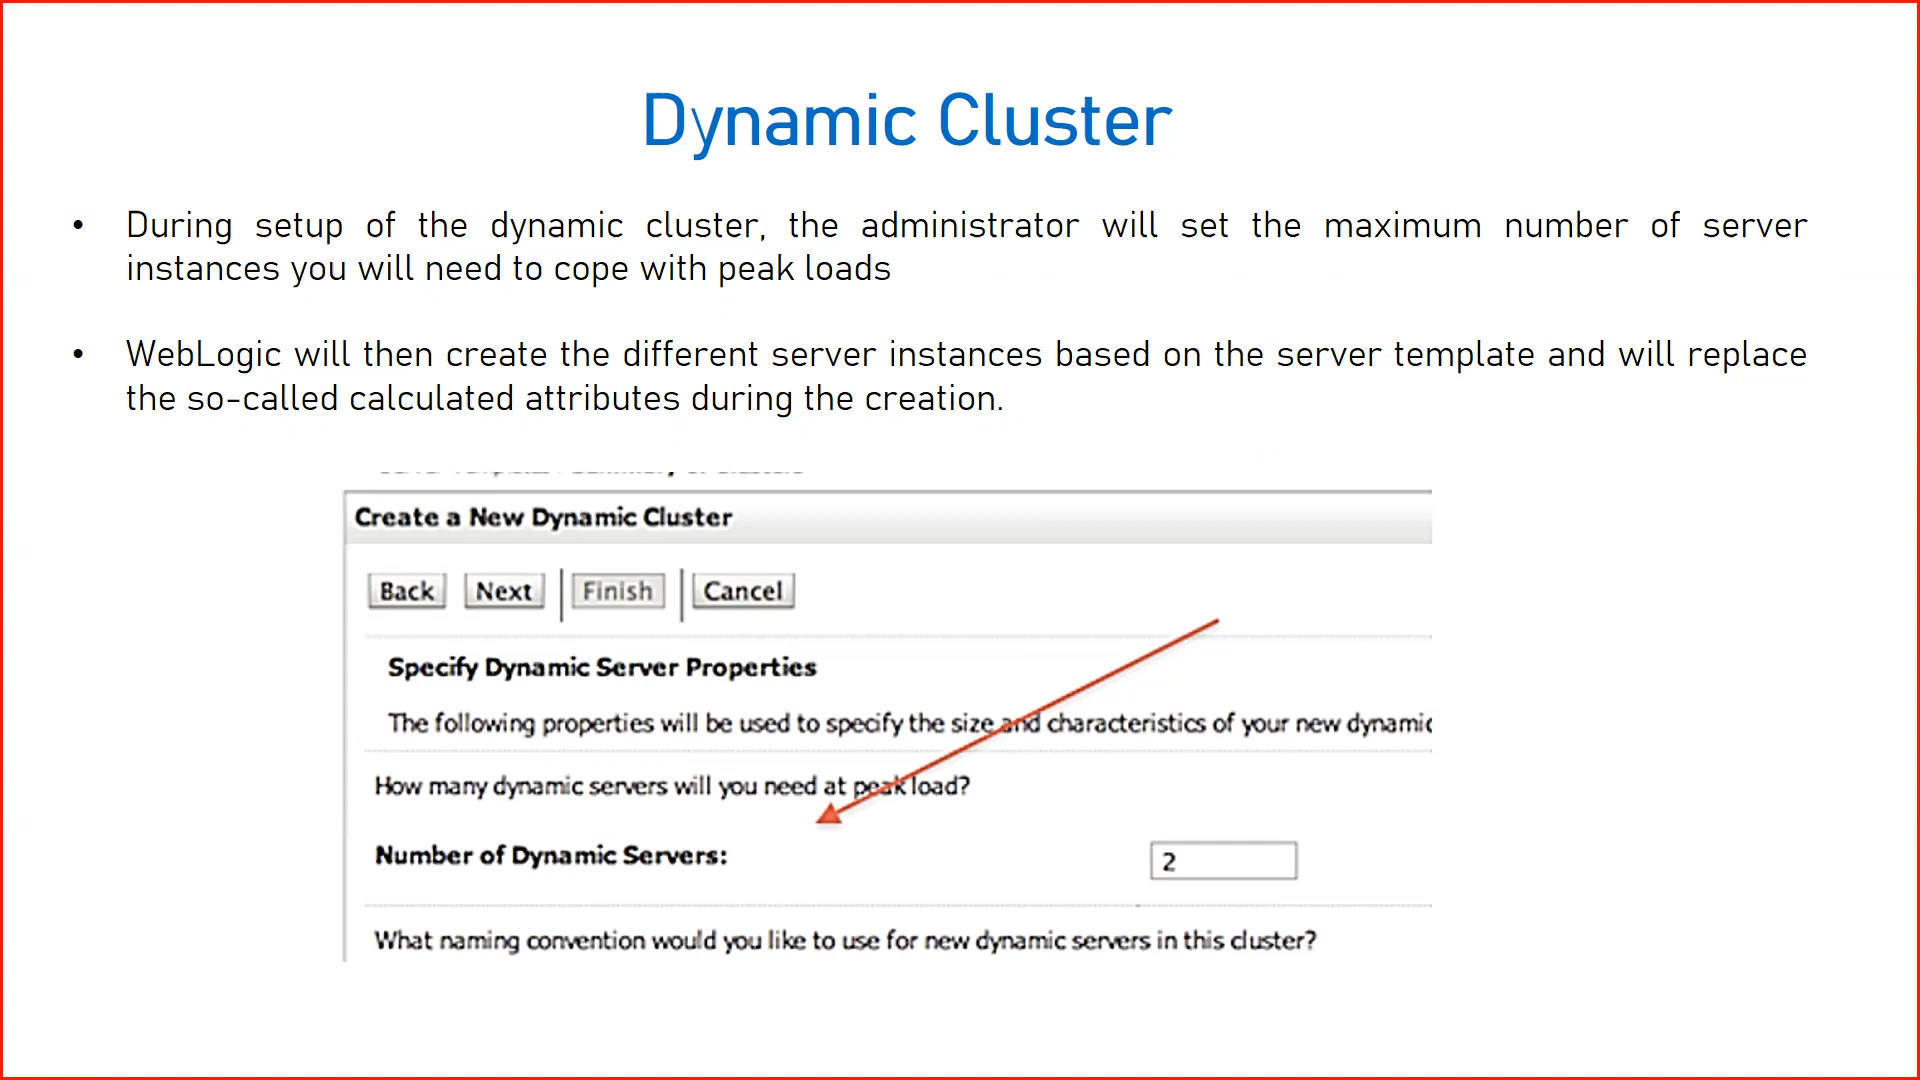 Dynamic Cluster
• During setup of the dynamic cluster, the administrator will set the maximum number of server
instances you will need to cope with peak loads
• WebLogic will then create the different server instances based on the server template and will replace
the so-called calculated attributes during the creation.
Create a New Dynamic Cluster
Back Next Finish Cancel
Specify Dynamic Server Properties
The following properties will be used to specify the size and characteristics of your new dynamic
How many dynamic servers will you need at peak load?
Number of Dynamic Servers: 2
What naming convention would you like to use for new dynamic servers in this cluster?